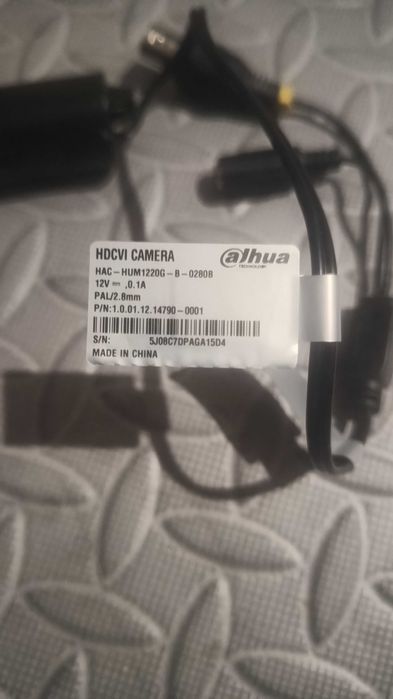 HDCVI CAMERA
alhua
TECHNOLOGY
HAC-HUM1220G-B-0280B
12V⎓ ,0.1A
PAL/2.8mm
P/N:1.0.01.12.14790-0001
S/N: 5J08C7DPAGA15D4
MADE IN CHINA